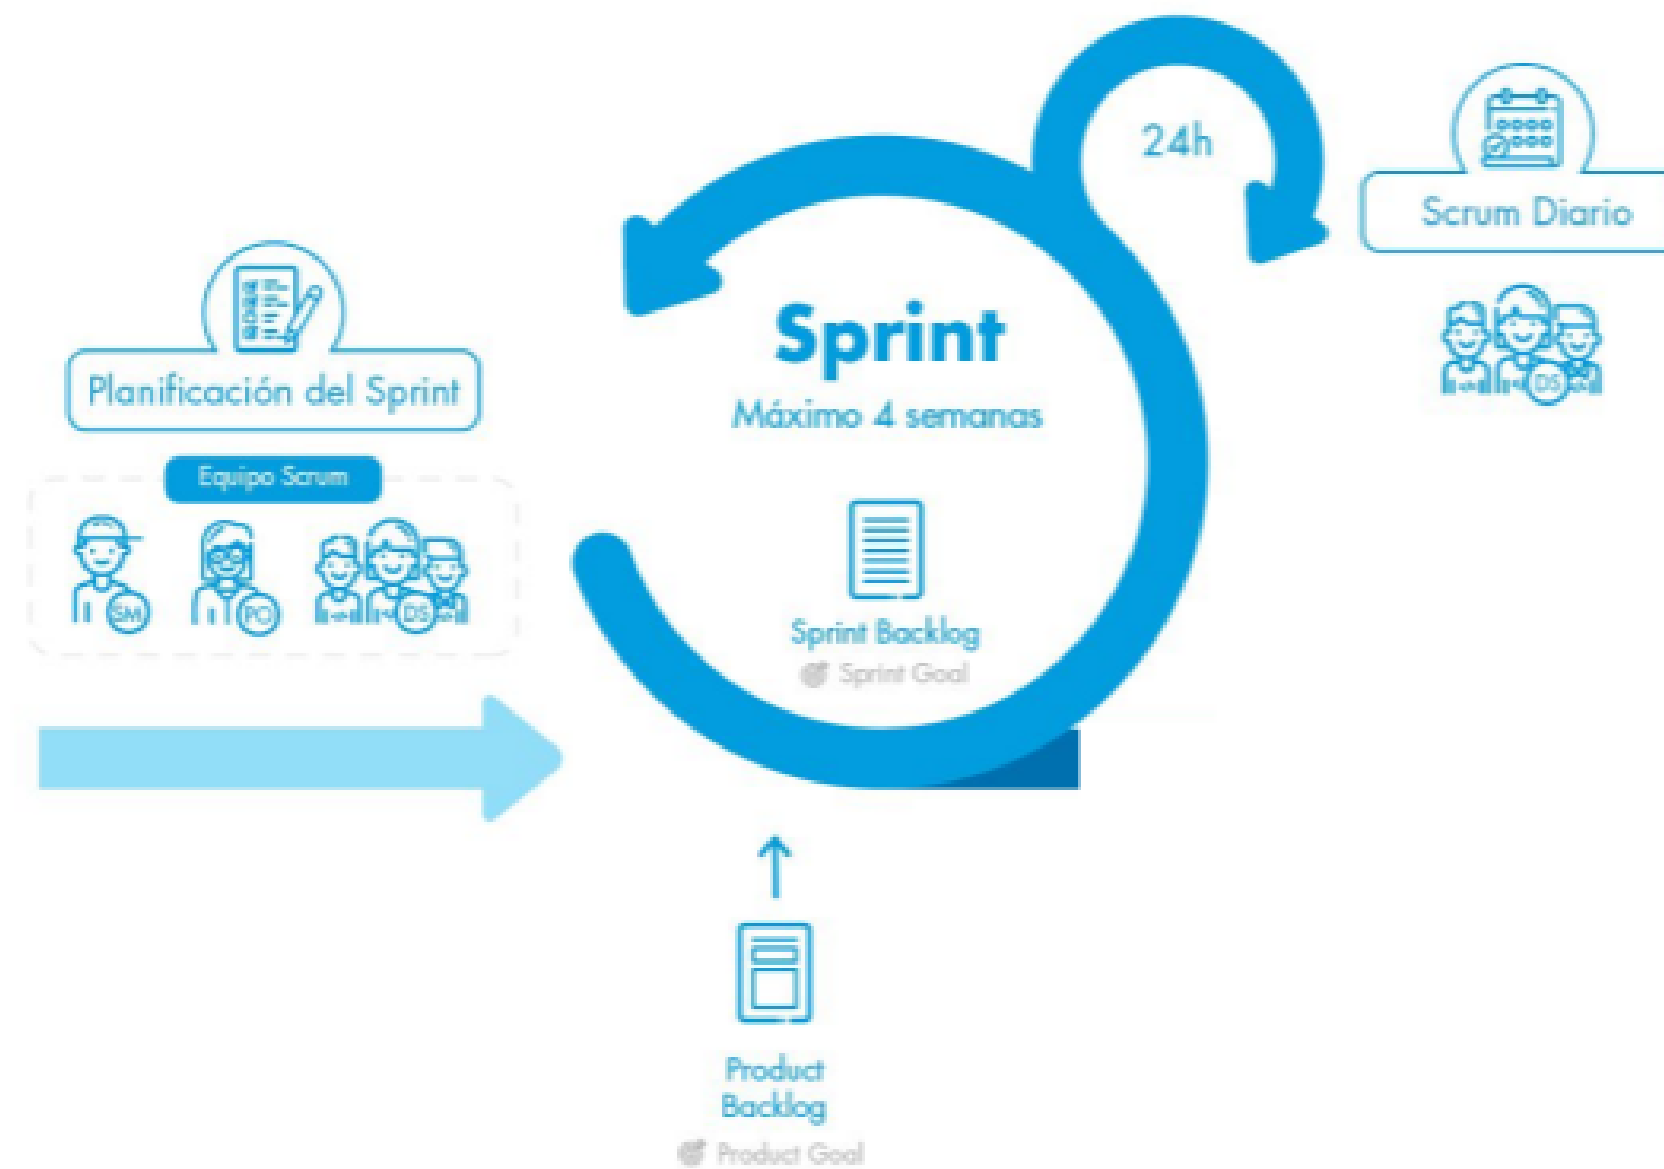 24h
Scrum Diario
DS
Planificación del Sprint
Equipo Scrum
SM
PO
DS
Sprint
Máximo 4 semanas
Sprint Backlog
Sprint Goal
Product
Backlog
Product Goal